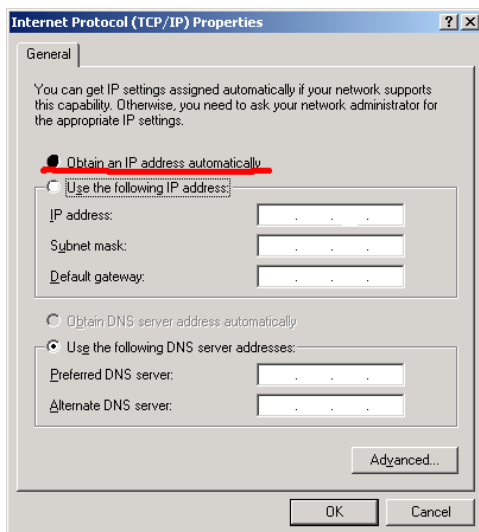 Internet Protocol (TCP/IP) Properties
General
You can get IP settings assigned automatically if your network supports
this capability. Otherwise, you need to ask your network administrator for
the appropriate IP settings.
Obtain an IP address automatically
Use the following IP address:
IP address:
Subnet mask:
Default gateway:
Obtain DNS server address automatically
Use the following DNS server addresses:
Preferred DNS server:
Alternate DNS server:
Advanced...
OK
Cancel